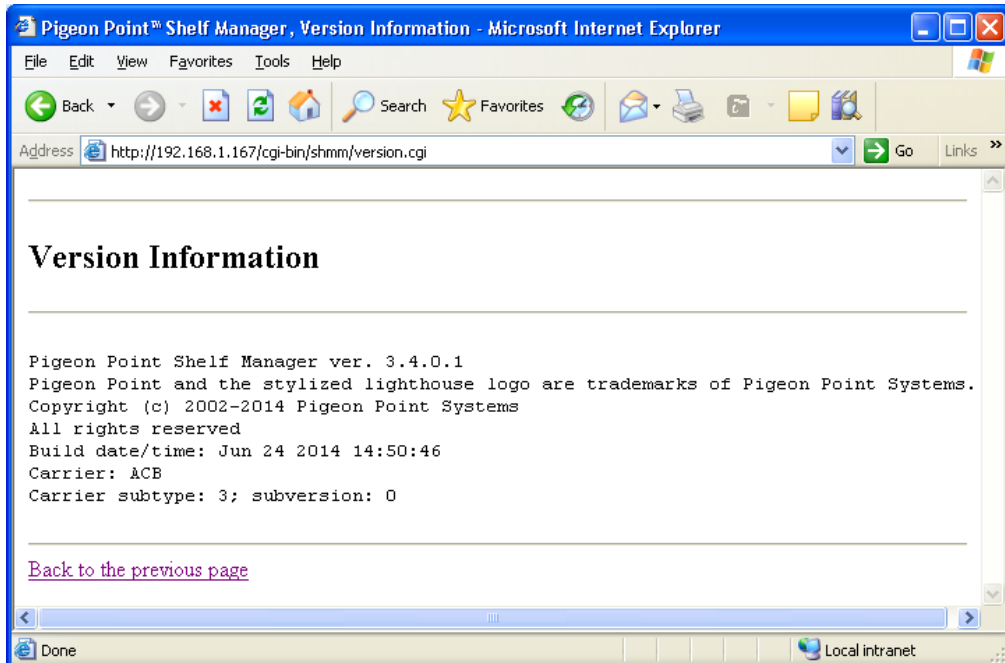 Pigeon Point™ Shelf Manager, Version Information - Microsoft Internet Explorer
File Edit View Favorites Tools Help
Back Search Favorites
Address http://192.168.1.167/cgi-bin/shmm/version.cgi Go Links »
Version Information
Pigeon Point Shelf Manager ver. 3.4.0.1
Pigeon Point and the stylized lighthouse logo are trademarks of Pigeon Point Systems.
Copyright (c) 2002-2014 Pigeon Point Systems
All rights reserved
Build date/time: Jun 24 2014 14:50:46
Carrier: ACB
Carrier subtype: 3; subversion: 0
Back to the previous page
Done Local intranet